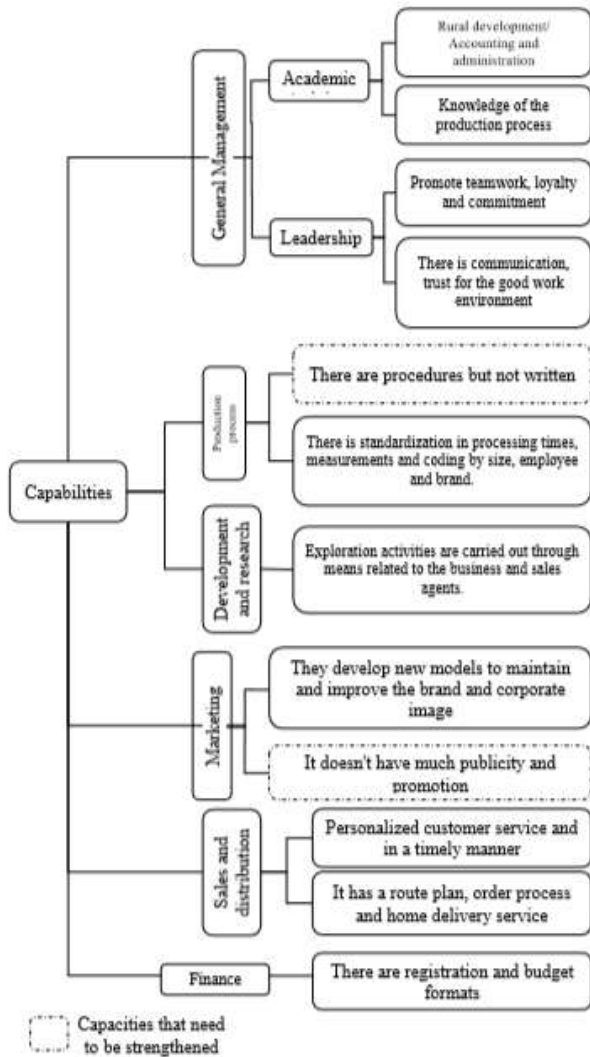 Rural development/
Accounting and
administration
Academic
Knowledge of the
production process
General Management
Promote teamwork, loyalty
and commitment
Leadership
There is communication,
trust for the good work
environment
There are procedures but not written
Production
process
There is standardization in processing times,
measurements and coding by size, employee
and brand.
Capabilities
Development
and research
Exploration activities are carried out through
means related to the business and sales
agents.
They develop new models to maintain
and improve the brand and corporate
image
Marketing
It doesn't have much publicity and
promotion
Personalized customer service and
in a timely manner
Sales and
distribution
It has a route plan, order process
and home delivery service
Finance
There are registration and budget
formats
Capacities that need
to be strengthened